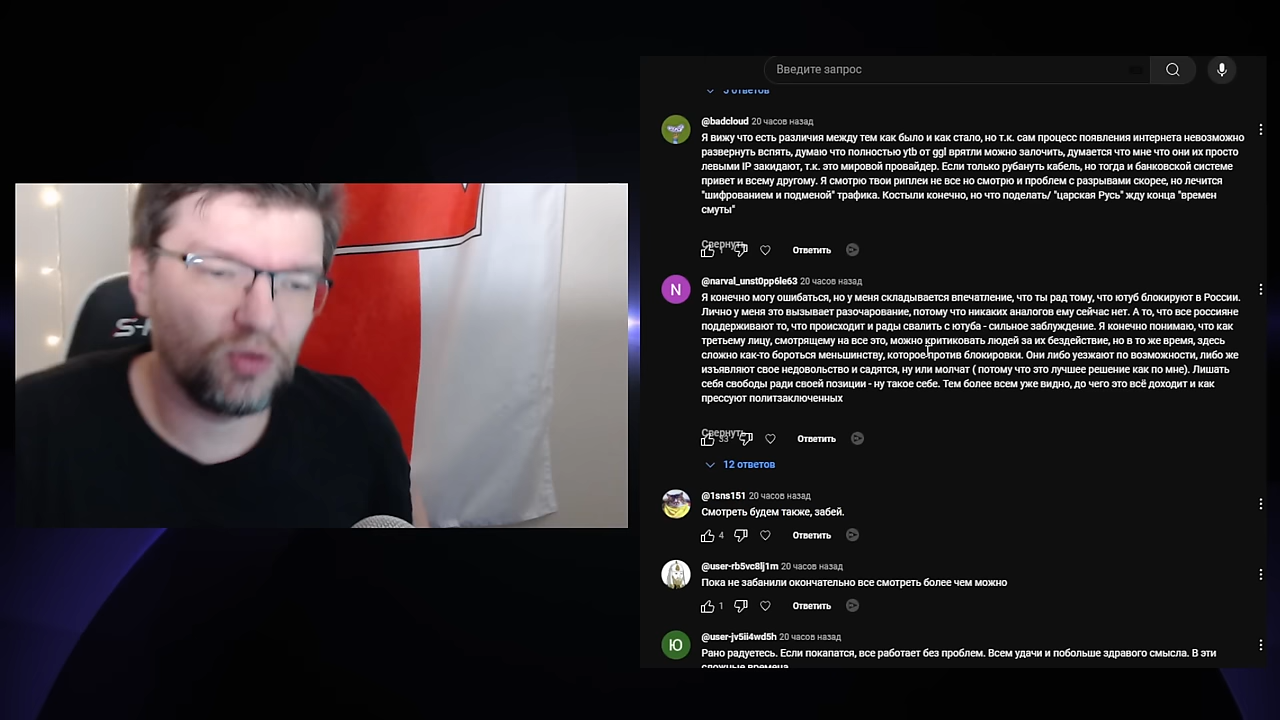 Введите запрос
5 ответов
@badcloud 20 часов назад
Я вижу что есть различия между тем как было и как стало, но т.к. сам процесс появления интернета невозможно
развернуть вспять, думаю что полностью ytb от ggl врятли можно залочить, думается что мне что они их просто
левыми IP закидают, т.к. это мировой провайдер. Если только рубануть кабель, но тогда и банковской системе
привет и всему другому. Я смотрю твои риплеи не все но смотрю и проблем с разрывами скорее, но лечится
"шифрованием и подменой" трафика. Костыли конечно, но что поделать/ "царская Русь" жду конца "времен
смуты"
Свернуть
1 Ответить
N
@narval_unst0pp6le63 20 часов назад
Я конечно могу ошибаться, но у меня складывается впечатление, что ты рад тому, что ютуб блокируют в России.
Лично у меня это вызывает разочарование, потому что никаких аналогов ему сейчас нет. А то, что все россияне
поддерживают то, что происходит и рады свалить с ютуба - сильное заблуждение. Я конечно понимаю, что как
третьему лицу, смотрящему на все это, можно критиковать людей за их бездействие, но в то же время, здесь
сложно как-то бороться меньшинству, которое против блокировки. Они либо уезжают по возможности, либо же
изъявляют свое недовольство и садятся, ну или молчат ( потому что это лучшее решение как по мне). Лишать
себя свободы ради своей позиции - ну такое себе. Тем более всем уже видно, до чего это всё доходит и как
прессуют политзаключенных
Свернуть
33 Ответить
12 ответов
@1sns151 20 часов назад
Смотреть будем также, забей.
4 Ответить
@user-rb5vc8lj1m 20 часов назад
Пока не забанили окончательно все смотреть более чем можно
1 Ответить
Ю
@user-jv5ii4wd5h 20 часов назад
Рано радуетесь. Если покапатся, все работает без проблем. Всем удачи и побольше здравого смысла. В эти
сложные времена